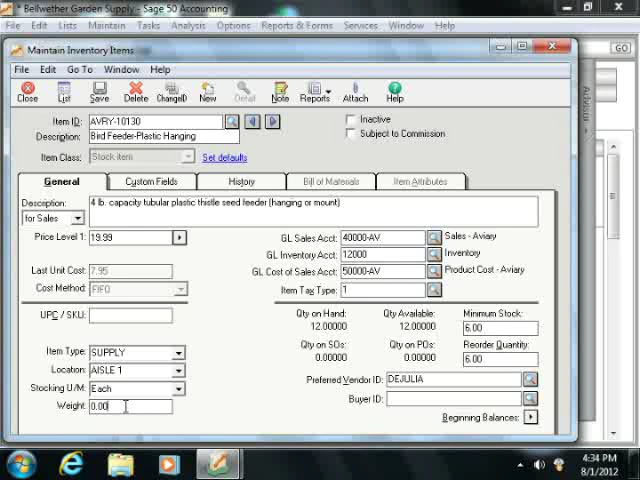 * Bellwether Garden Supply - Sage 50 Accounting
File Edit Lists Maintain Tasks Analysis Options Reports & Forms Services Window Help
GO
Maintain Inventory Items
File Edit Go To Window Help
Close List Save Delete ChangeID New Detail Note Reports Attach Help
Item ID: AVRY-10130
Inactive
Description: Bird Feeder-Plastic Hanging
Subject to Commission
Item Class: Stock item Set defaults
General Custom Fields History Bill of Materials Item Attributes
Description: 4 lb. capacity tubular plastic thistle seed feeder (hanging or mount)
for Sales
Price Level 1: 19.99
GL Sales Acct: 40000-AV Sales - Aviary
GL Inventory Acct: 12000 Inventory
Last Unit Cost: 7.95
GL Cost of Sales Acct: 50000-AV Product Cost - Aviary
Cost Method: FIFO
Item Tax Type: 1
UPC / SKU:
Qty on Hand: Qty Available: Minimum Stock:
12.00000 12.00000 6.00
Qty on SOs: Qty on POs: Reorder Quantity:
0.00000 0.00000 6.00
Item Type: SUPPLY
Location: AISLE 1
Stocking U/M: Each
Weight: 0.00
Preferred Vendor ID: DEJULIA
Buyer ID:
Beginning Balances:
Advisor
4:34 PM
8/1/2012